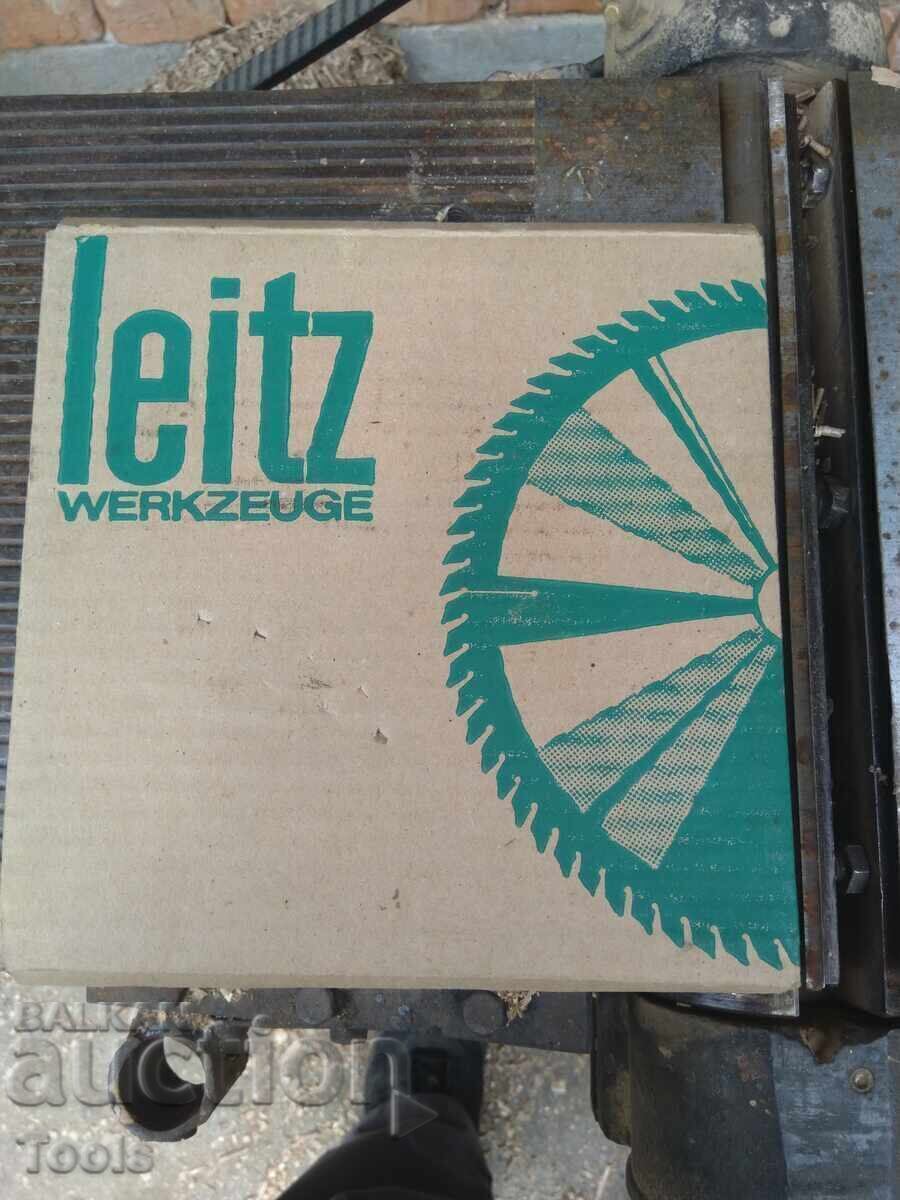 leitz
WERKZEUGE
BALKAN
auction
Tools